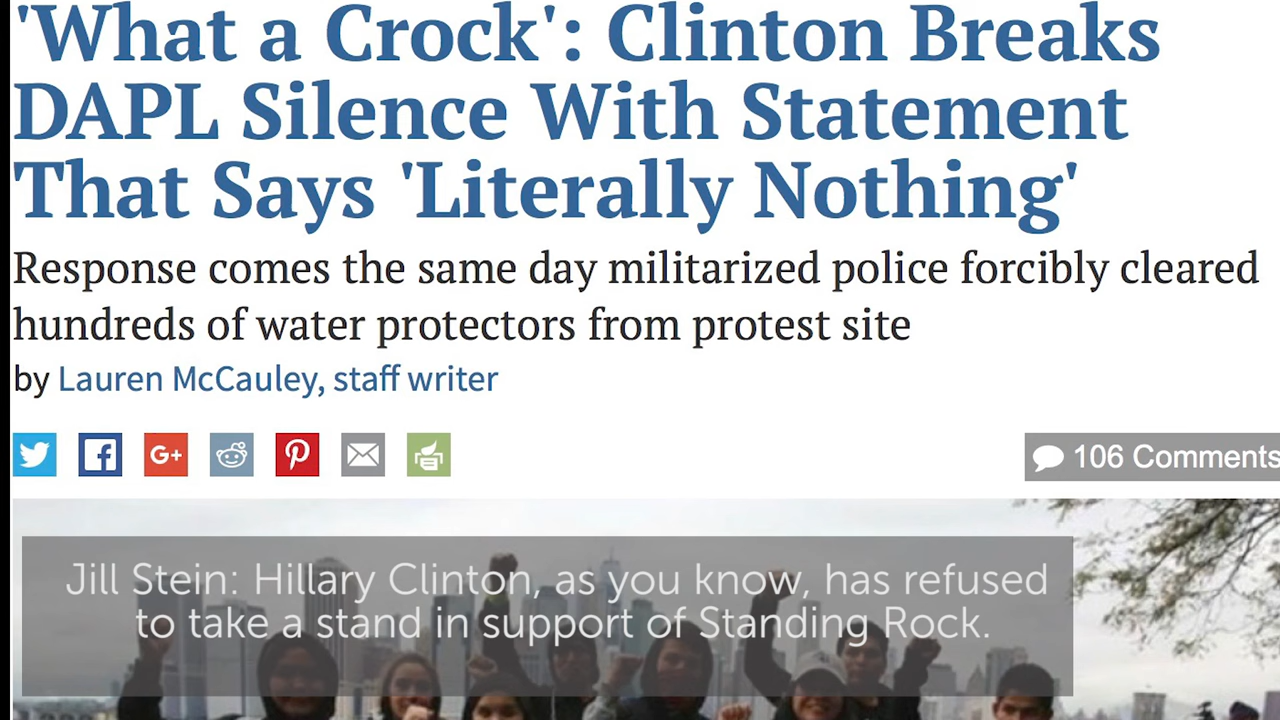 'What a Crock': Clinton Breaks
DAPL Silence With Statement
That Says 'Literally Nothing'
Response comes the same day militarized police forcibly cleared
hundreds of water protectors from protest site
by Lauren McCauley, staff writer
G+
106 Comments
Jill Stein: Hillary Clinton, as you know, has refused
to take a stand in support of Standing Rock.